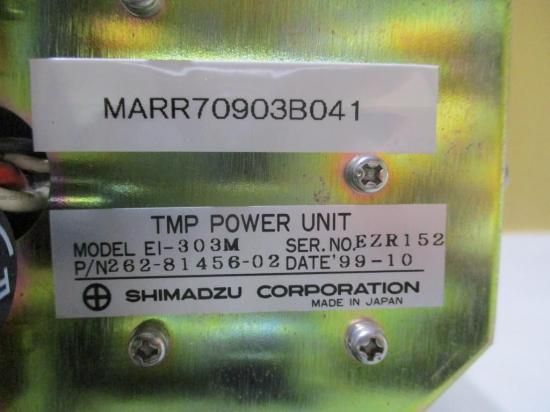 MARR70903B041
TMP POWER UNIT
MODEL EI-303M SER.NO.EZR152
P/N262-81456-02 DATE'99-10
SHIMADZU CORPORATION
MADE IN JAPAN